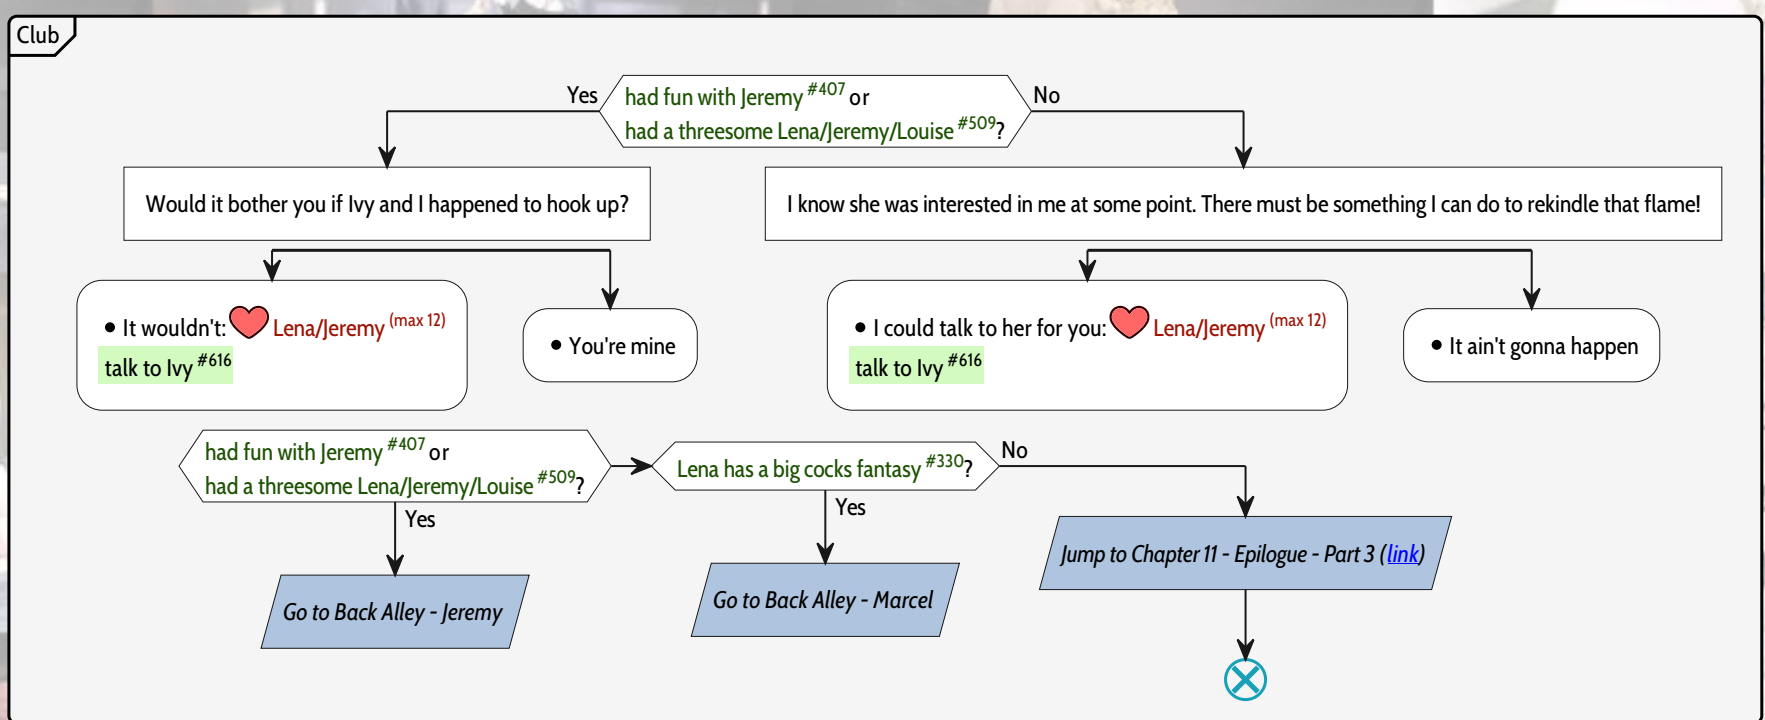 Club
Yes
had fun with Jeremy #407 or
had a threesome Lena/Jeremy/Louise #509?
No
Would it bother you if Ivy and I happened to hook up?
I know she was interested in me at some point. There must be something I can do to rekindle that flame!
• It wouldn't: Lena/Jeremy (max 12)
talk to Ivy #616
• You're mine
• I could talk to her for you: Lena/Jeremy (max 12)
talk to Ivy #616
• It ain't gonna happen
had fun with Jeremy #407 or
had a threesome Lena/Jeremy/Louise #509?
Yes
Lena has a big cocks fantasy #330?
No
Yes
Go to Back Alley - Jeremy
Go to Back Alley - Marcel
Jump to Chapter 11 - Epilogue - Part 3 (link)